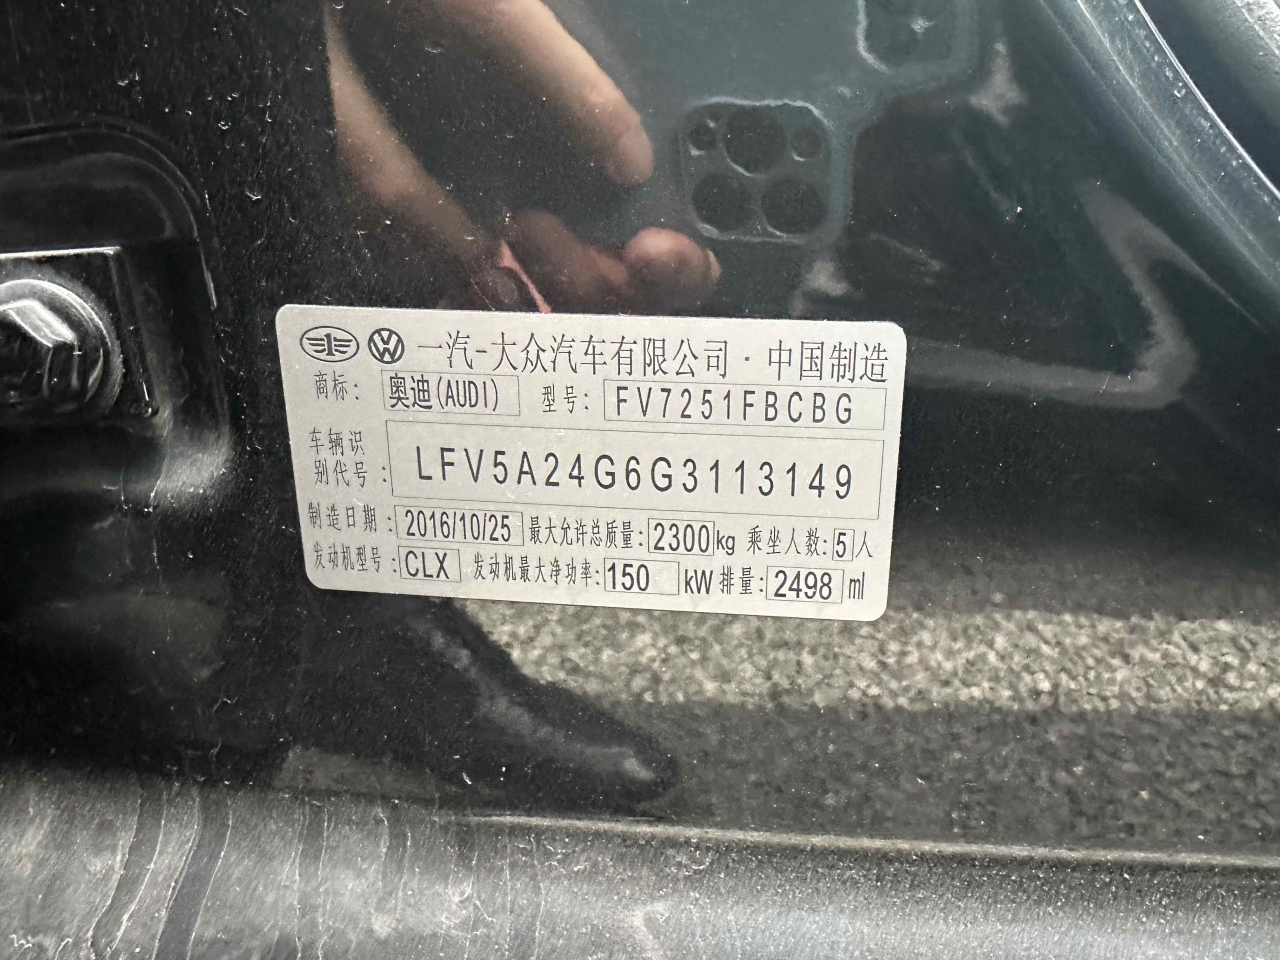 一汽-大众汽车有限公司·中国制造
商标: 奥迪(AUDI) 型号: FV7251FBCBG
车辆识别代号: LFV5A24G6G3113149
制造日期: 2016/10/25 最大允许总质量: 2300kg 乘坐人数: 5人
发动机型号: CLX 发动机最大净功率: 150 kW 排量: 2498 ml